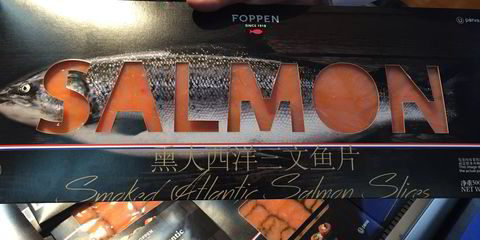 FOPPEN
SINCE 1918
SALMON
熏大西洋三文鱼片
Smoked Atlantic Salmon Slices